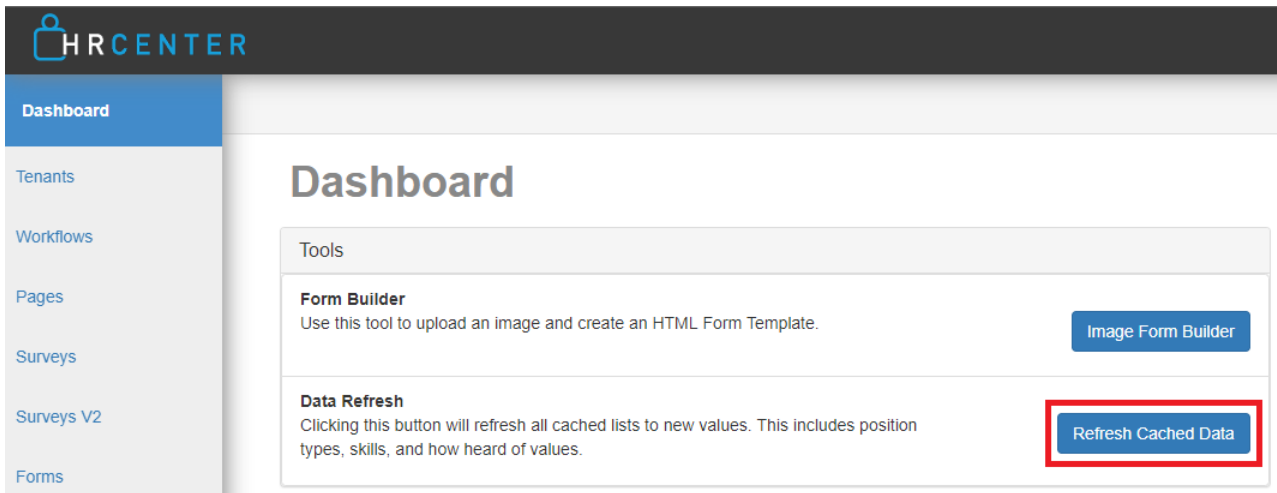 HRCENTER
Dashboard
Tenants
Workflows
Pages
Surveys
Surveys V2
Forms
Dashboard
Tools
Form Builder
Use this tool to upload an image and create an HTML Form Template.
Image Form Builder
Data Refresh
Clicking this button will refresh all cached lists to new values. This includes position
types, skills, and how heard of values.
Refresh Cached Data